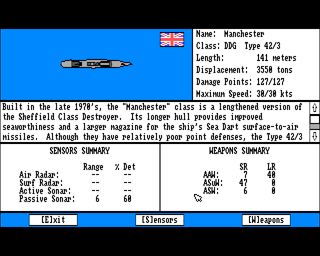 Name: Manchester
Class: DDG Type 42/3
Length: 141 meters
Displacement: 3550 tons
Damage Points: 127/127
Maximum Speed: 30/30 kts
Built in the late 1970's, the "Manchester" class is a lengthened version of
the Sheffield Class Destroyer. Its longer hull provides improved
seaworthiness and a larger magazine for the ship's Sea Dart surface-to-air
missiles. Although they have relatively poor point defenses, the Type 42/3
SENSORS SUMMARY
Range % Det
Air Radar: -- --
Surf Radar: -- --
Active Sonar: -- --
Passive Sonar: 6 60
WEAPONS SUMMARY
SR LR
AAW: 7 40
ASuW: 47 0
ASW: 6 0
[E]xit
[S]ensors
[W]eapons